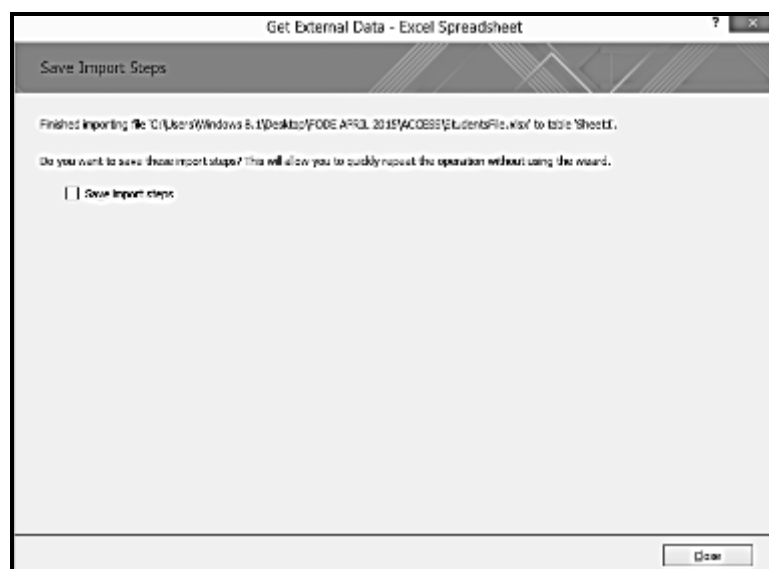 Get External Data - Excel Spreadsheet
?
Save Import Steps
Finished importing file 'C:\Users\Windows 8.1\Desktop\FODE APRIL 2015\ACCESS\StudentsFile.xlsx' to table 'Sheet1'.
Do you want to save these import steps? This will allow you to quickly repeat the operation without using the wizard.
Save import steps
Close